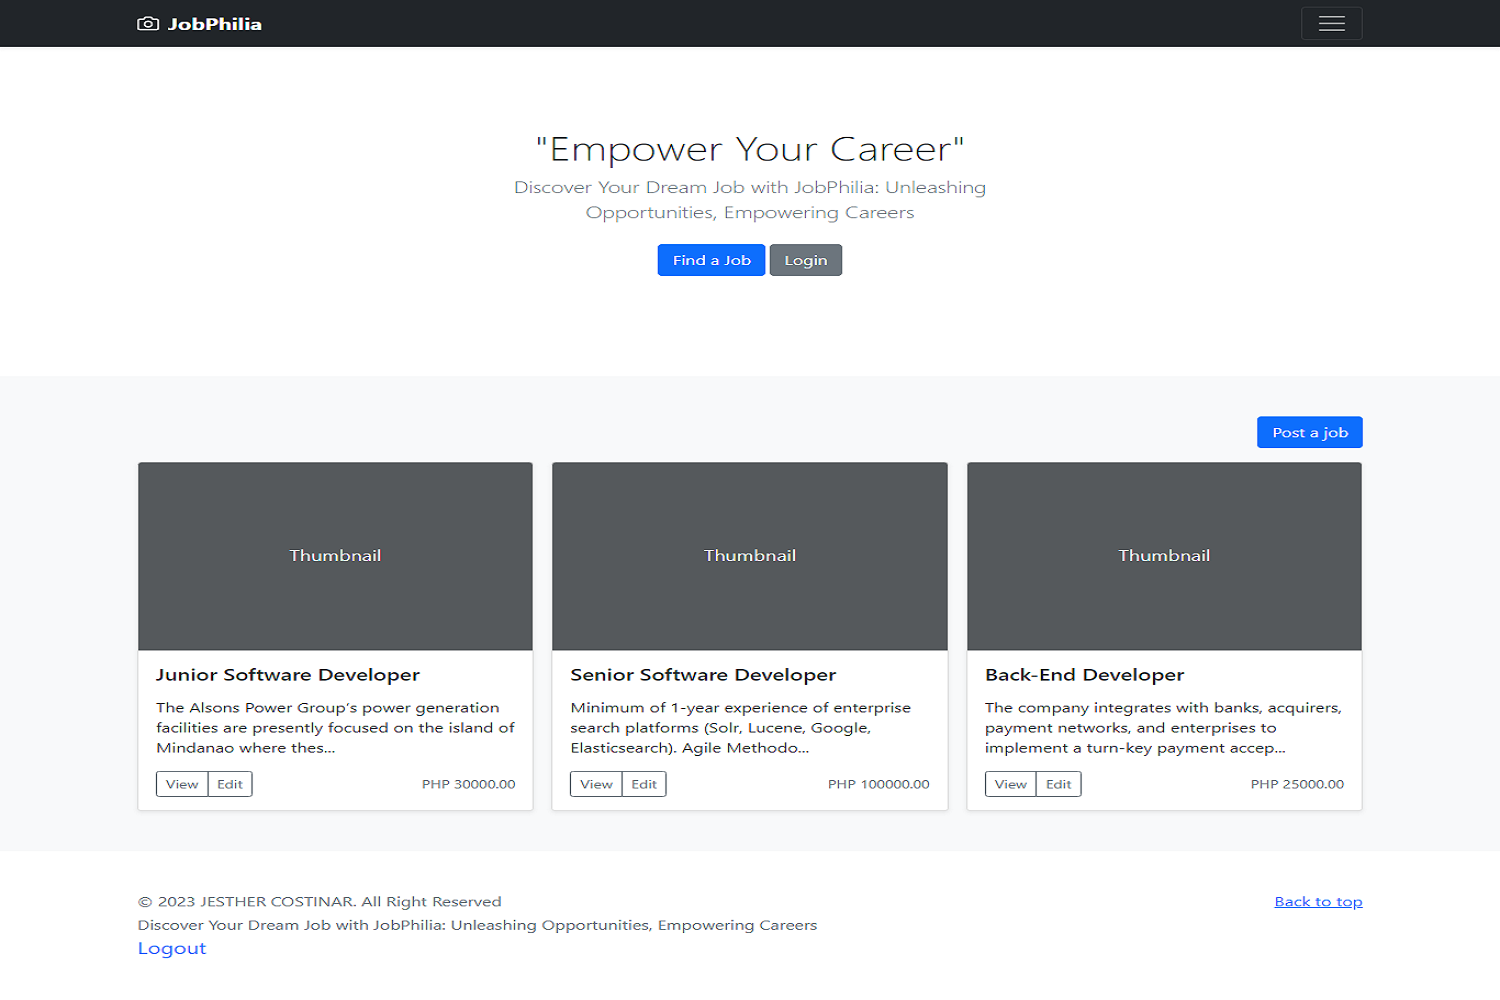 JobPhilia
"Empower Your Career"
Discover Your Dream Job with JobPhilia: Unleashing
Opportunities, Empowering Careers
Find a Job
Login
Post a job
Thumbnail
Junior Software Developer
The Alsons Power Group's power generation
facilities are presently focused on the island of
Mindanao where thes...
View
Edit
PHP 30000.00
Thumbnail
Senior Software Developer
Minimum of 1-year experience of enterprise
search platforms (Solr, Lucene, Google,
Elasticsearch). Agile Methodo...
View
Edit
PHP 100000.00
Thumbnail
Back-End Developer
The company integrates with banks, acquirers,
payment networks, and enterprises to
implement a turn-key payment accep...
View
Edit
PHP 25000.00
© 2023 JESTHER COSTINAR. All Right Reserved
Back to top
Discover Your Dream Job with JobPhilia: Unleashing Opportunities, Empowering Careers
Logout